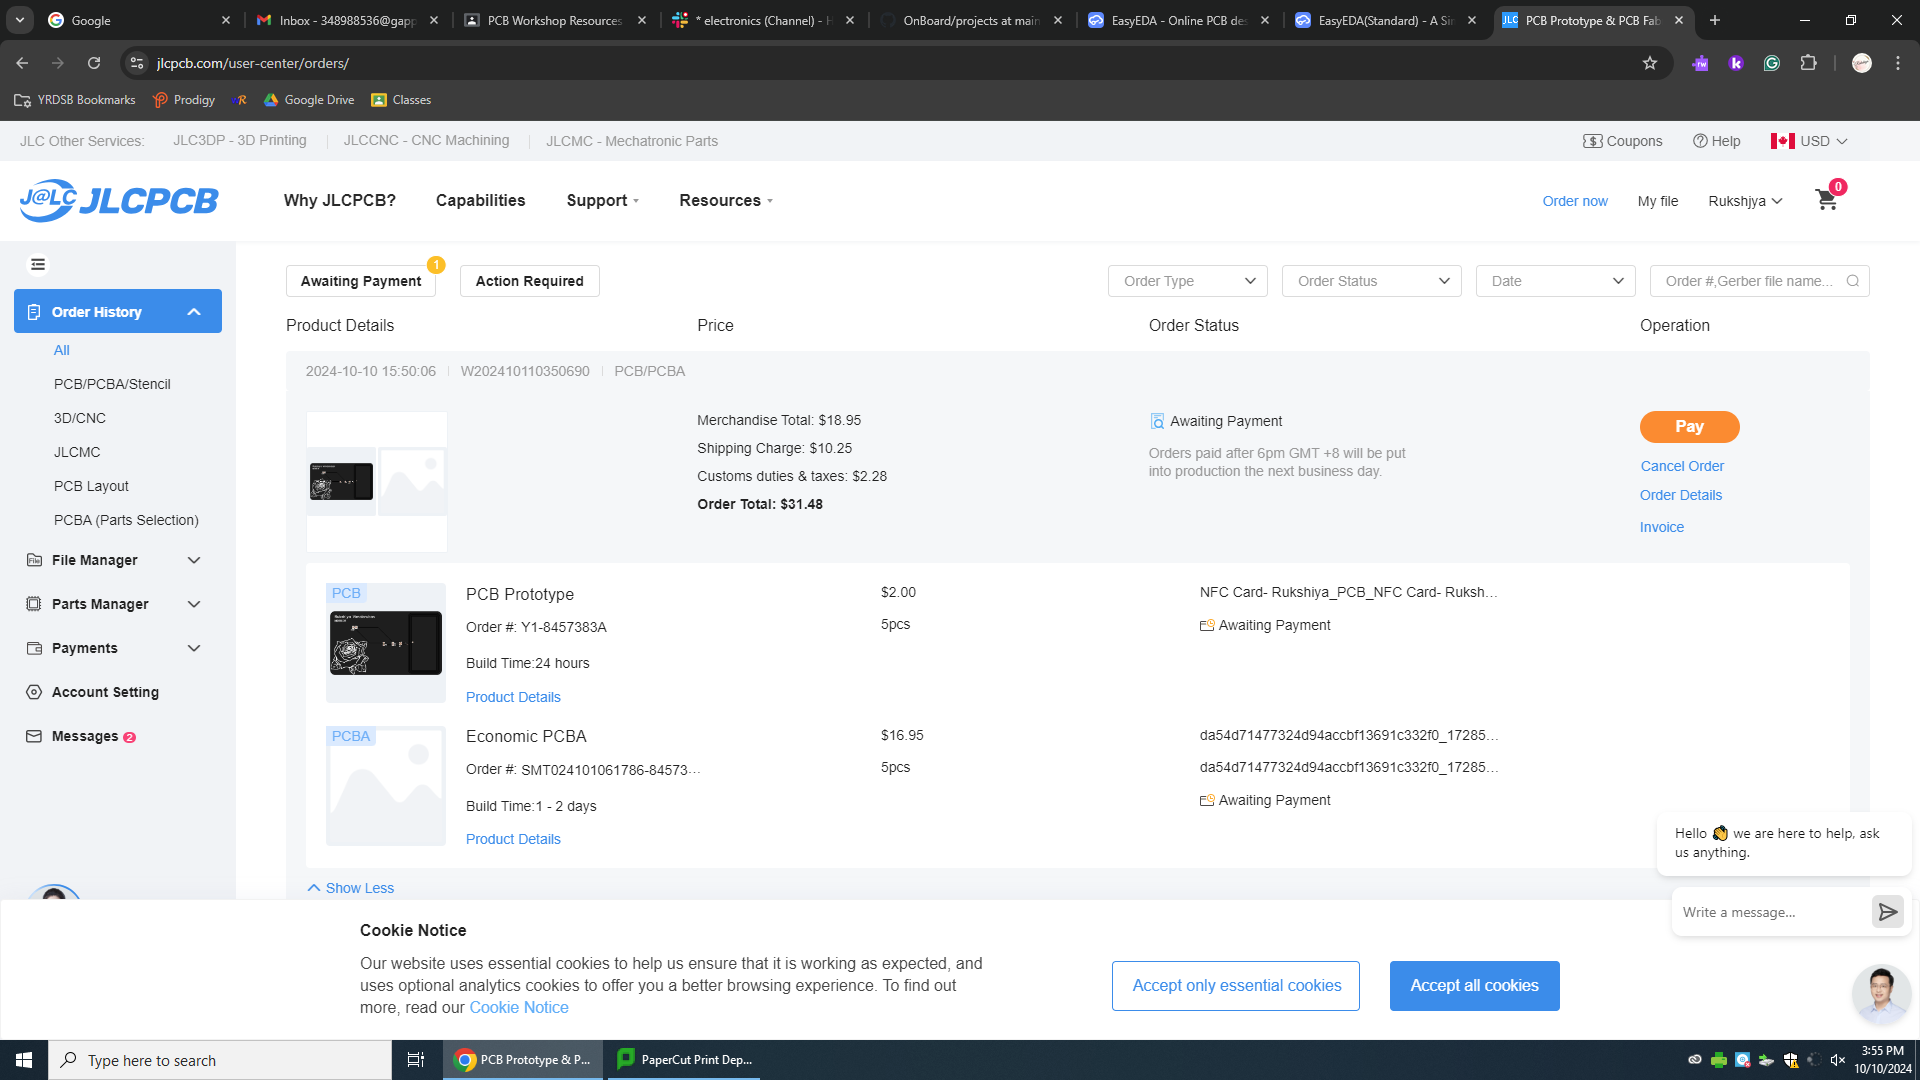 Google
Inbox - 348988536@gapp
PCB Workshop Resources
* electronics (Channel) - H
OnBoard/projects at main
EasyEDA - Online PCB des
EasyEDA(Standard) - A Sim
JLC PCB Prototype & PCB Fab
jlcpcb.com/user-center/orders/
YRDSB Bookmarks
Prodigy
Google Drive
Classes
JLC Other Services:
JLC3DP - 3D Printing
JLCCNC - CNC Machining
JLCMC - Mechatronic Parts
Coupons
Help
USD
J@LC JLCPCB
Why JLCPCB?
Capabilities
Support
Resources
Order now
My file
Rukshjya
0
Order History
All
PCB/PCBA/Stencil
3D/CNC
JLCMC
PCB Layout
PCBA (Parts Selection)
File Manager
Parts Manager
Payments
Account Setting
Messages 2
Awaiting Payment
1
Action Required
Order Type
Order Status
Date
Order #,Gerber file name...
Product Details
Price
Order Status
Operation
2024-10-10 15:50:06
W202410110350690
PCB/PCBA
Merchandise Total: $18.95
Shipping Charge: $10.25
Customs duties & taxes: $2.28
Order Total: $31.48
Awaiting Payment
Orders paid after 6pm GMT +8 will be put
into production the next business day.
Pay
Cancel Order
Order Details
Invoice
PCB
PCB Prototype
Order #: Y1-8457383A
Build Time:24 hours
Product Details
$2.00
5pcs
NFC Card- Rukshiya_PCB_NFC Card- Ruksh...
Awaiting Payment
PCBA
Economic PCBA
Order #: SMT024101061786-84573...
Build Time:1 - 2 days
Product Details
$16.95
5pcs
da54d71477324d94accbf13691c332f0_17285...
da54d71477324d94accbf13691c332f0_17285...
Awaiting Payment
Show Less
Hello 👋 we are here to help, ask
us anything.
Write a message...
Cookie Notice
Our website uses essential cookies to help us ensure that it is working as expected, and
uses optional analytics cookies to offer you a better browsing experience. To find out
more, read our Cookie Notice
Accept only essential cookies
Accept all cookies
Type here to search
PCB Prototype & P...
PaperCut Print Dep...
3:55 PM
10/10/2024